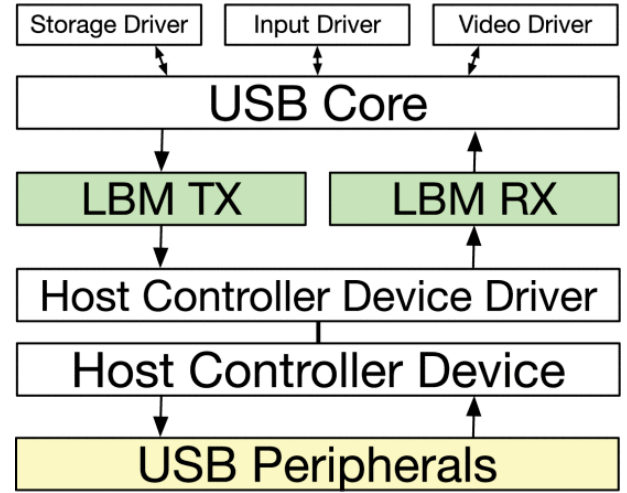 Storage Driver Input Driver Video Driver
USB Core
LBM TX LBM RX
Host Controller Device Driver
Host Controller Device
USB Peripherals